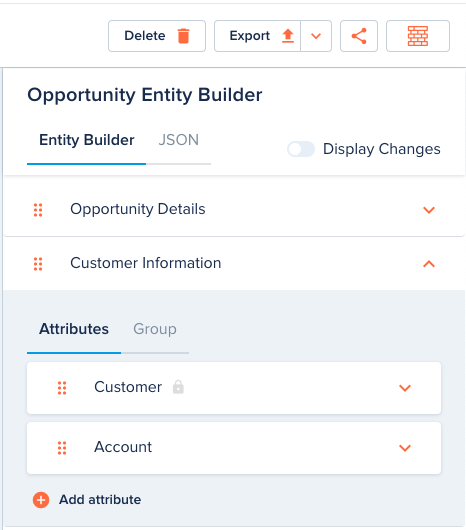 Delete
Export
Opportunity Entity Builder
Entity Builder
JSON
Display Changes
Opportunity Details
Customer Information
Attributes
Group
Customer
Account
Add attribute